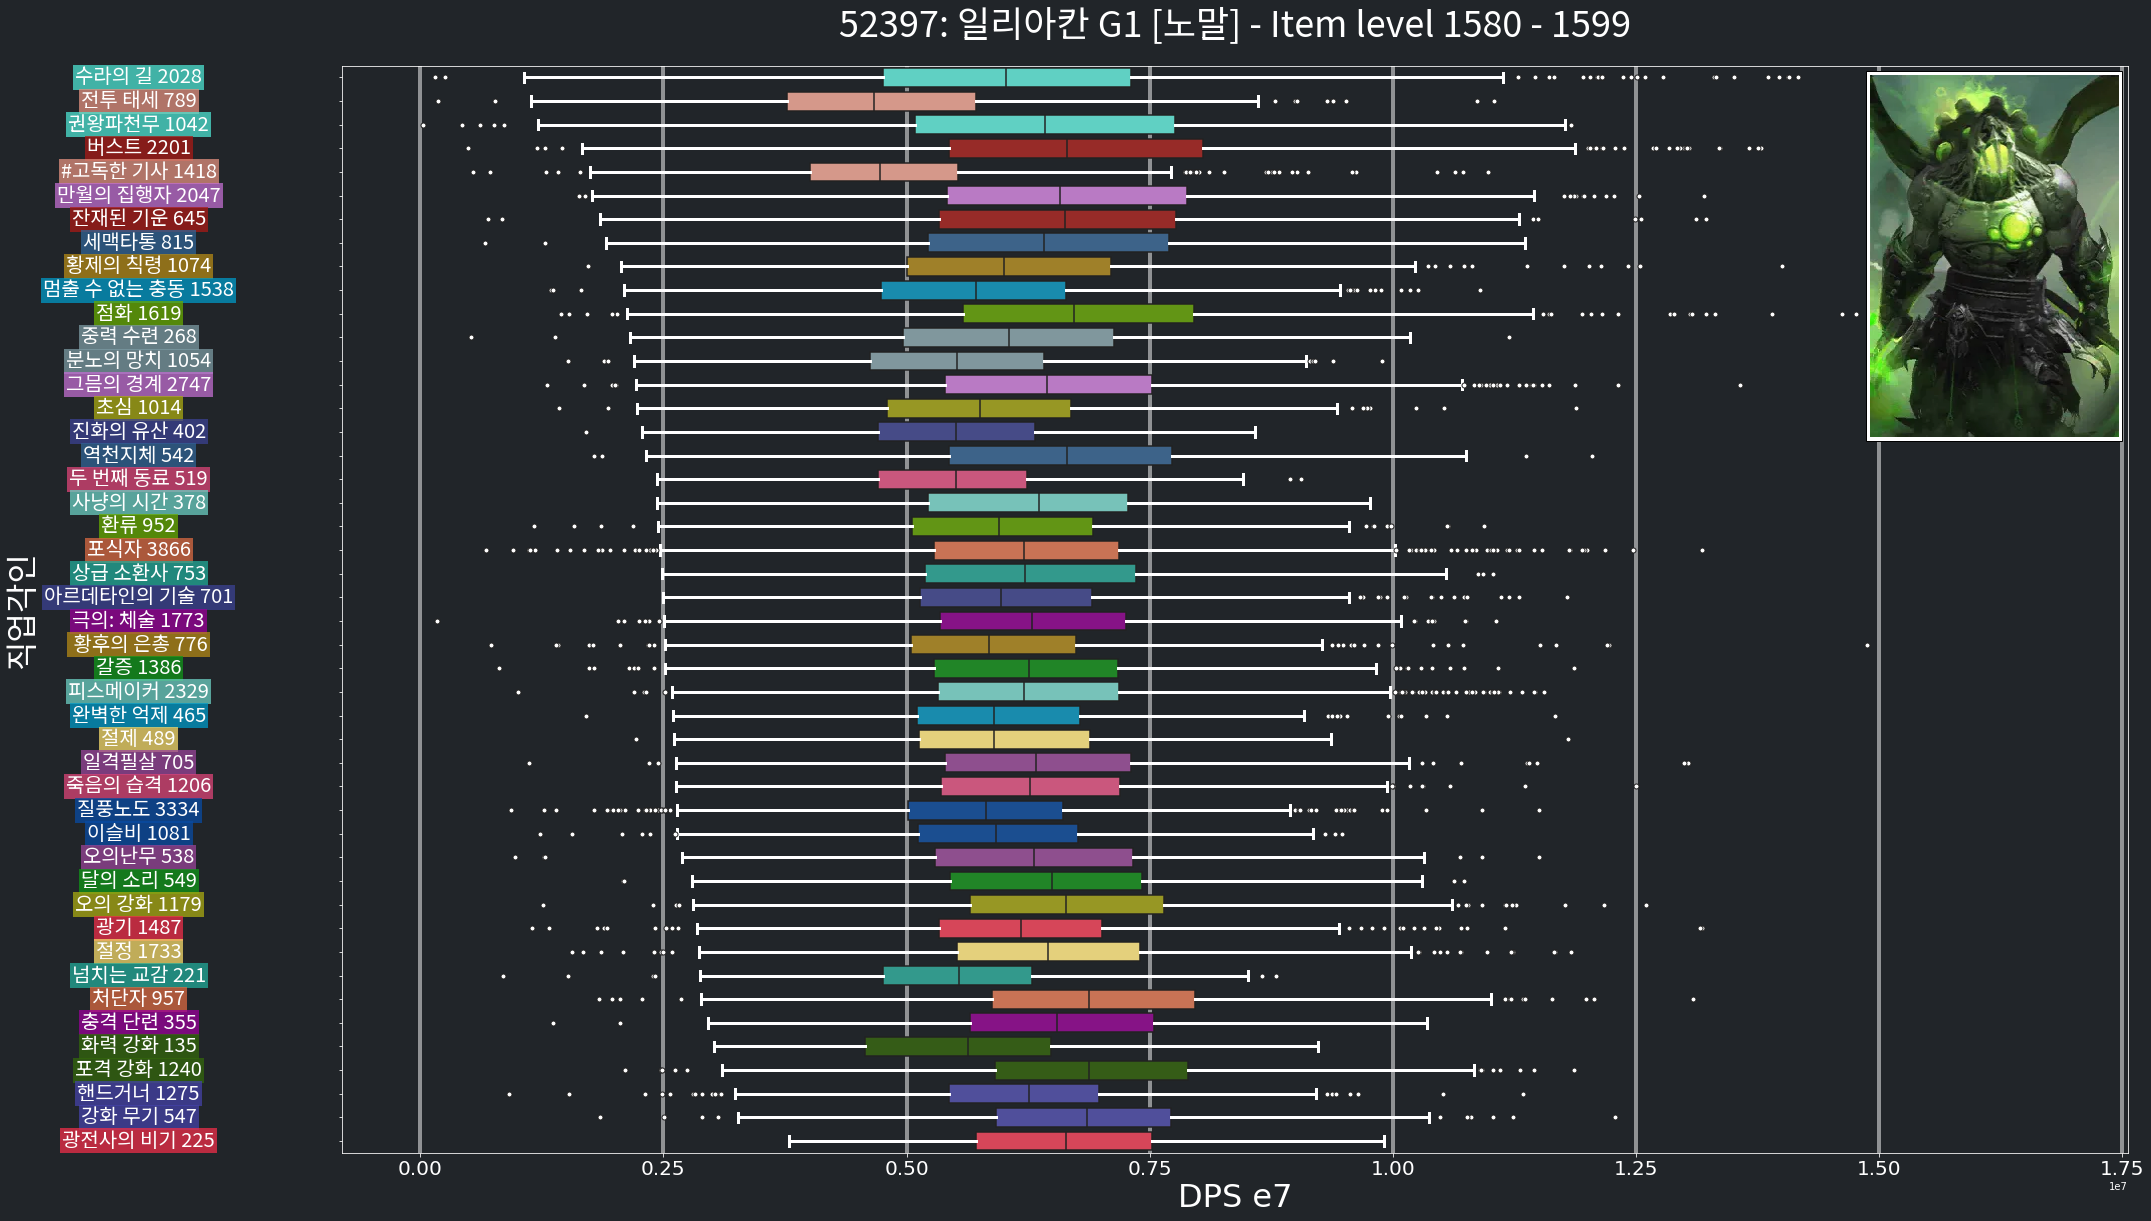 52397: 일리아칸 G1 [노말] - Item level 1580 - 1599
수라의 길 2028
전투 태세 789
권왕파천무 1042
버스트 2201
#고독한 기사 1418
만월의 집행자 2047
잔재된 기운 645
세맥타통 815
황제의 칙령 1074
멈출 수 없는 충동 1538
점화 1619
중력 수련 268
분노의 망치 1054
그믐의 경계 2747
초심 1014
진화의 유산 402
역천지체 542
두 번째 동료 519
사냥의 시간 378
환류 952
포식자 3866
상급 소환사 753
아르데타인의 기술 701
극의: 체술 1773
황후의 은총 776
갈증 1386
피스메이커 2329
완벽한 억제 465
절제 489
일격필살 705
죽음의 습격 1206
질풍노도 3334
이슬비 1081
오의난무 538
달의 소리 549
오의 강화 1179
광기 1487
절정 1733
넘치는 교감 221
처단자 957
충격 단련 355
화력 강화 135
포격 강화 1240
핸드거너 1275
강화 무기 547
광전사의 비기 225
직업각인
0.00 0.25 0.50 0.75 1.00 1.25 1.50 1.75
1e7
DPS e7